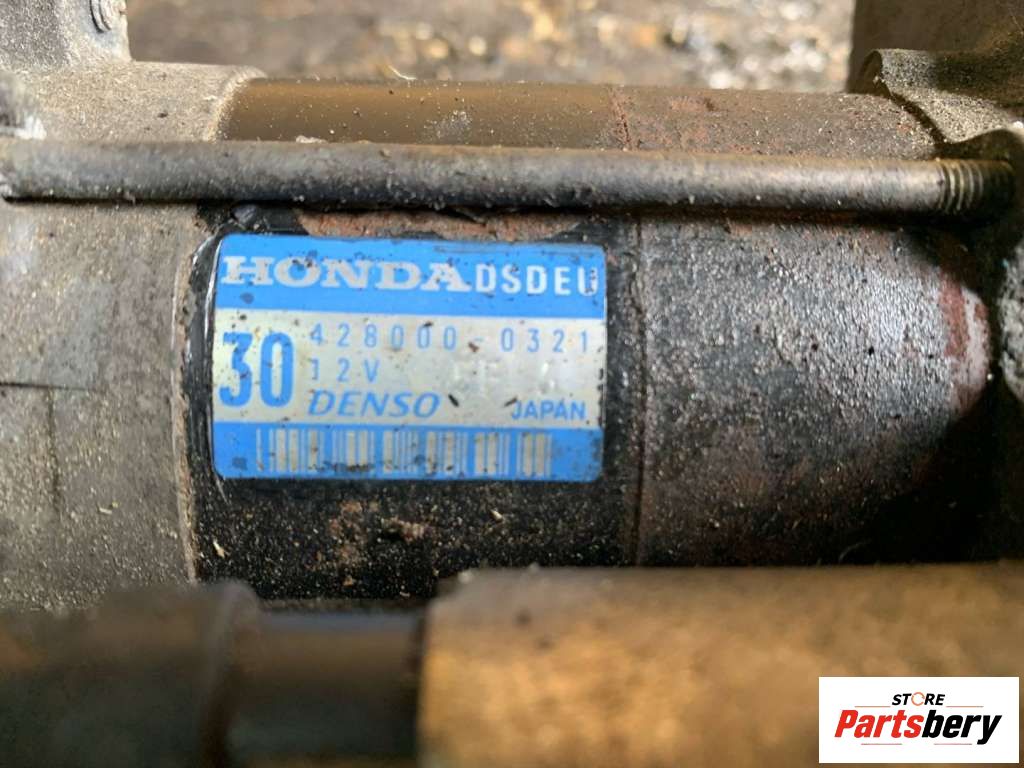 HONDA DSDEU
30
428000-0321
12V
DENSO JAPAN
STORE
Partsbery